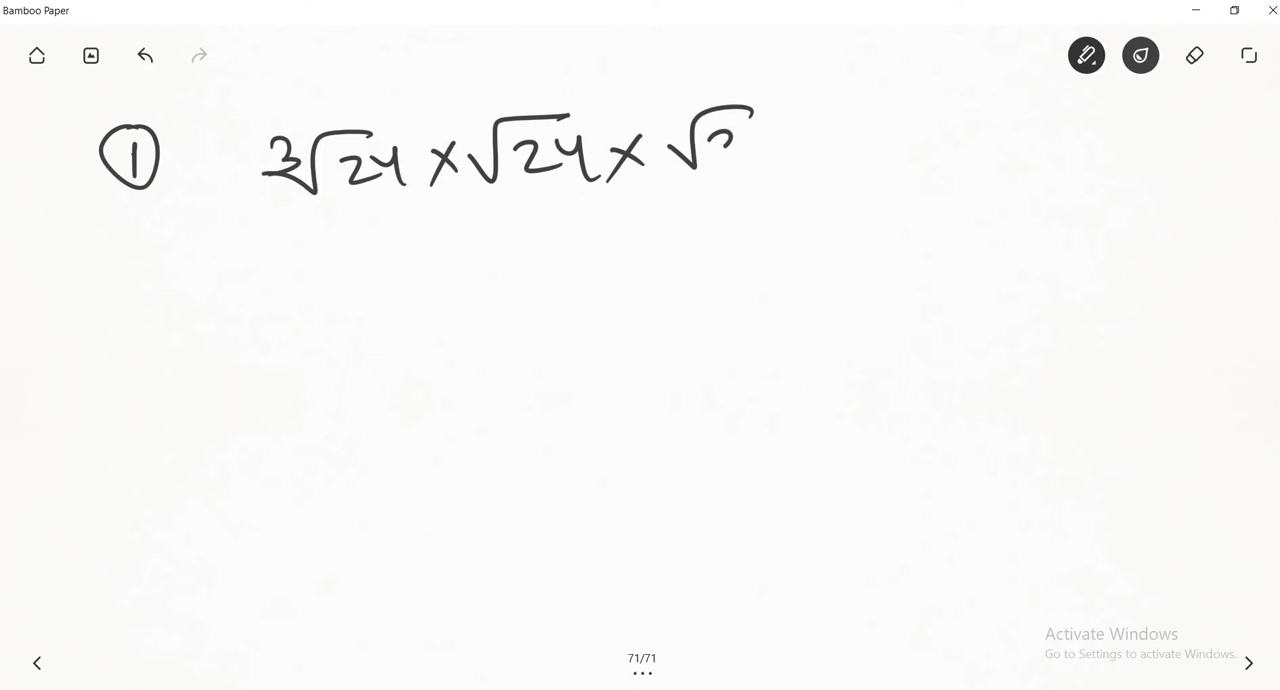 Bamboo Paper
① 3√24 × √24 × √
71/71
Activate Windows
Go to Settings to activate Windows.